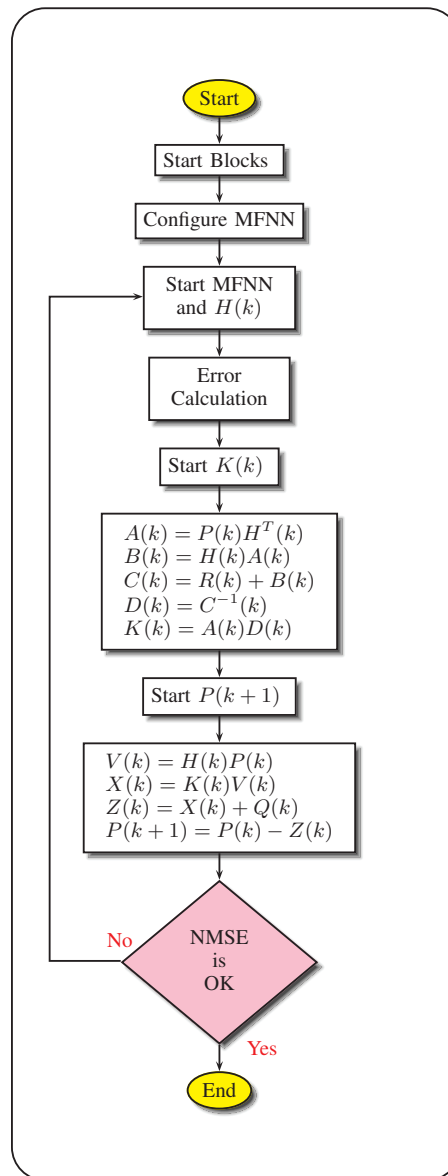 Start
Start Blocks
Configure MFNN
Start MFNN
and H(k)
Error
Calculation
Start K(k)
A(k) = P(k)H^T(k)
B(k) = H(k)A(k)
C(k) = R(k) + B(k)
D(k) = C^{-1}(k)
K(k) = A(k)D(k)
Start P(k+1)
V(k) = H(k)P(k)
X(k) = K(k)V(k)
Z(k) = X(k) + Q(k)
P(k+1) = P(k) − Z(k)
No
NMSE
is
OK
Yes
End